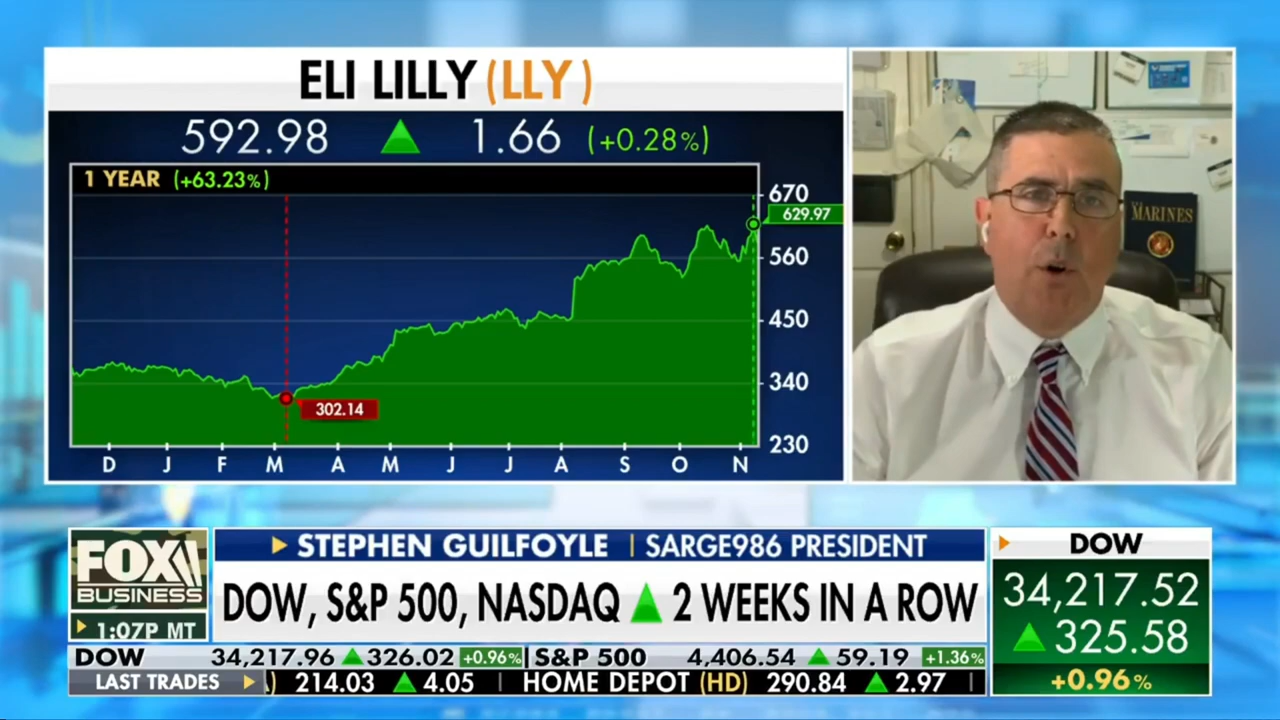 ELI LILLY (LLY)
592.98 ▲ 1.66 (+0.28%)
1 YEAR (+63.23%)
670
629.97
560
450
340
230
302.14
D J F M A M J J A S O N
MARINES
FOX
BUSINESS
1:07P MT
STEPHEN GUILFOYLE | SARGE986 PRESIDENT
DOW, S&P 500, NASDAQ ▲ 2 WEEKS IN A ROW
DOW
34,217.52
▲ 325.58
+0.96%
DOW 34,217.96 ▲ 326.02 +0.96% | S&P 500 4,406.54 ▲ 59.19 +1.36%
LAST TRADES ) 214.03 ▲ 4.05 | HOME DEPOT (HD) 290.84 ▲ 2.97 |